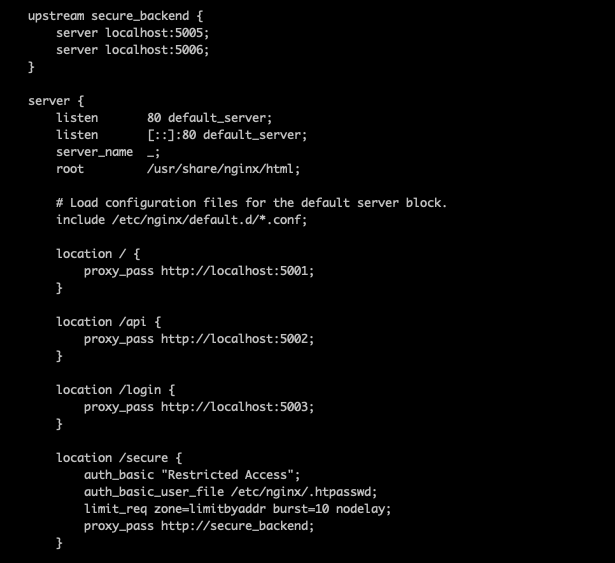 upstream secure_backend {
    server localhost:5005;
    server localhost:5006;
}

server {
    listen       80 default_server;
    listen       [::]:80 default_server;
    server_name  _;
    root         /usr/share/nginx/html;

    # Load configuration files for the default server block.
    include /etc/nginx/default.d/*.conf;

    location / {
        proxy_pass http://localhost:5001;
    }

    location /api {
        proxy_pass http://localhost:5002;
    }

    location /login {
        proxy_pass http://localhost:5003;
    }

    location /secure {
        auth_basic "Restricted Access";
        auth_basic_user_file /etc/nginx/.htpasswd;
        limit_req zone=limitbyaddr burst=10 nodelay;
        proxy_pass http://secure_backend;
    }